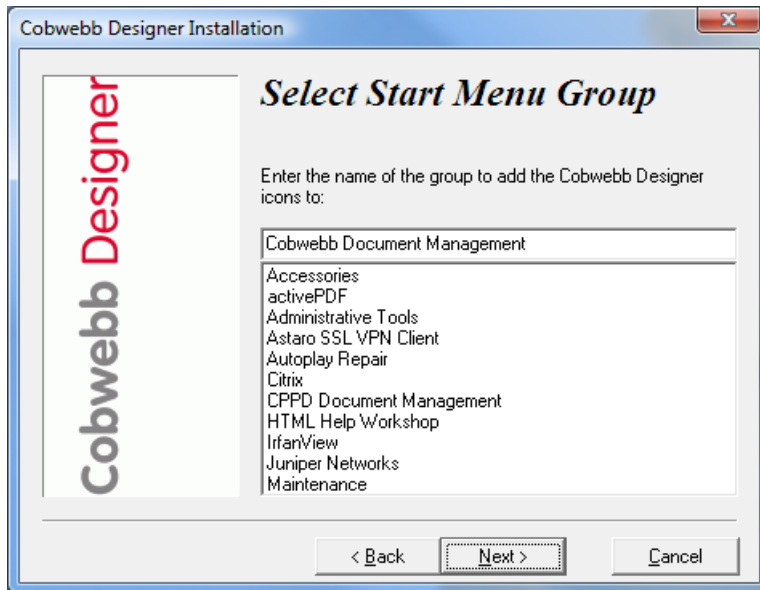 Cobwebb Designer Installation
Cobwebb Designer
Select Start Menu Group
Enter the name of the group to add the Cobwebb Designer
icons to:
Cobwebb Document Management
Accessories
activePDF
Administrative Tools
Astaro SSL VPN Client
Autoplay Repair
Citrix
CPPD Document Management
HTML Help Workshop
IrfanView
Juniper Networks
Maintenance
< Back
Next >
Cancel